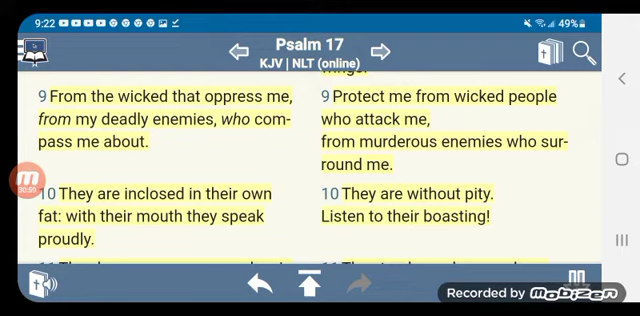 9:22
49%
Psalm 17
KJV | NLT (online)
wings.
9 From the wicked that oppress me,
from my deadly enemies, who com-
pass me about.
10 They are inclosed in their own
fat: with their mouth they speak
proudly.
9 Protect me from wicked people
who attack me,
from murderous enemies who sur-
round me.
10 They are without pity.
Listen to their boasting!
30:55
Recorded by Mobizen